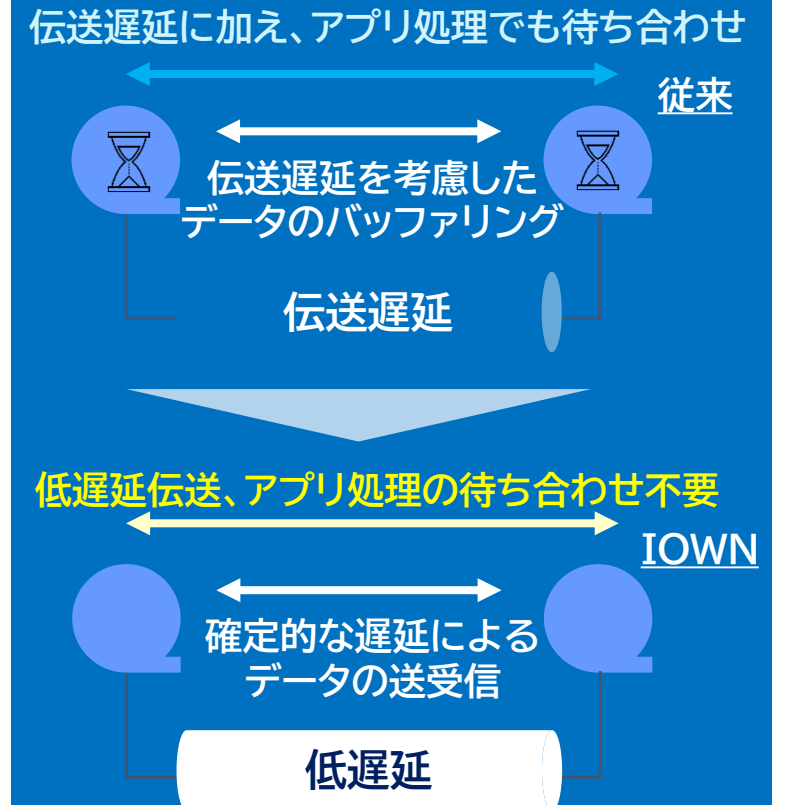 伝送遅延に加え、アプリ処理でも待ち合わせ
従来
伝送遅延を考慮した
データのバッファリング
伝送遅延
低遅延伝送、アプリ処理の待ち合わせ不要
IOWN
確定的な遅延による
データの送受信
低遅延